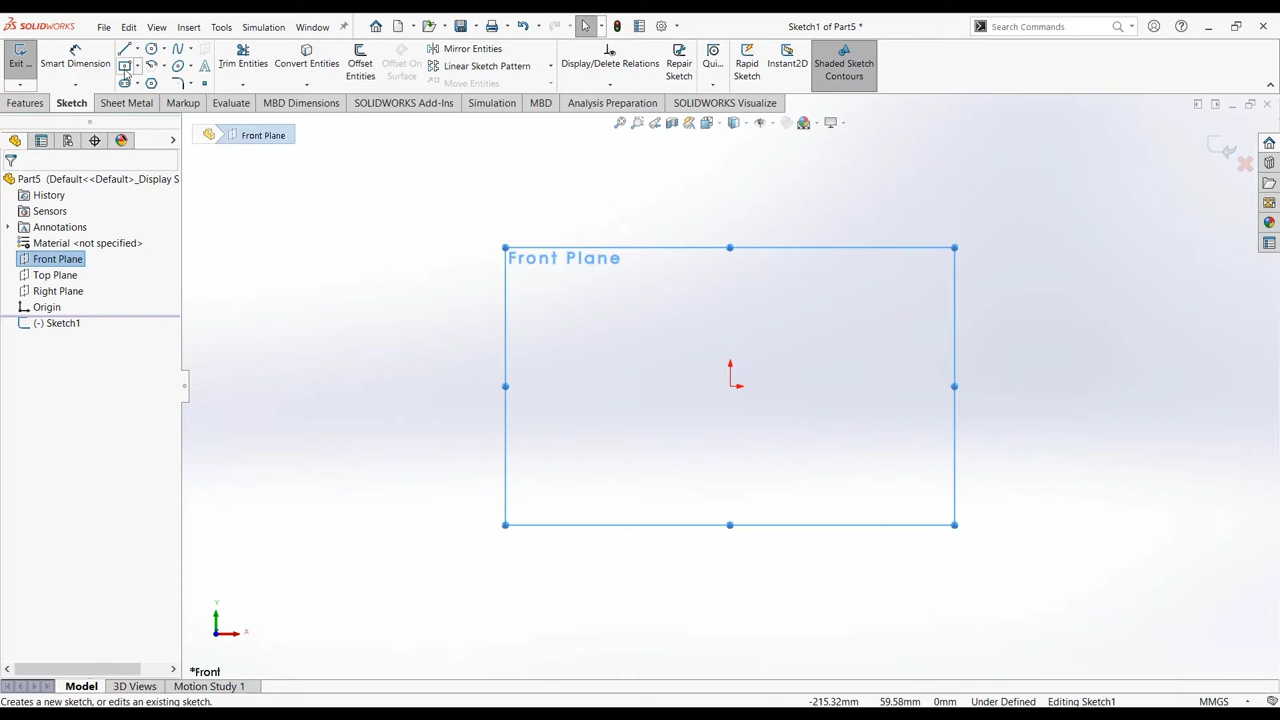 SOLIDWORKS File Edit View Insert Tools Simulation Window Sketch1 of Part5 * Search Commands
Exit ... Smart Dimension Trim Entities Convert Entities Offset Entities Offset On Surface Mirror Entities Linear Sketch Pattern Move Entities Display/Delete Relations Repair Sketch Qui... Rapid Sketch Instant2D Shaded Sketch Contours
Features Sketch Sheet Metal Markup Evaluate MBD Dimensions SOLIDWORKS Add-Ins Simulation MBD Analysis Preparation SOLIDWORKS Visualize
Front Plane
Part5 (Default<<Default>_Display S
History
Sensors
Annotations
Material <not specified>
Front Plane
Top Plane
Right Plane
Origin
(-) Sketch1
Front Plane
Y
X
*Front
Model 3D Views Motion Study 1
Creates a new sketch, or edits an existing sketch. -215.32mm 59.58mm 0mm Under Defined Editing Sketch1 MMGS